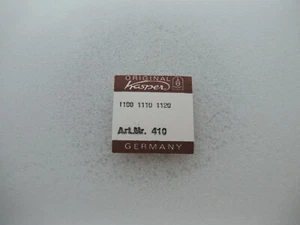 ORIGINAL
Kasper
1100 1110 1120
Art.Nr. 410
GERMANY